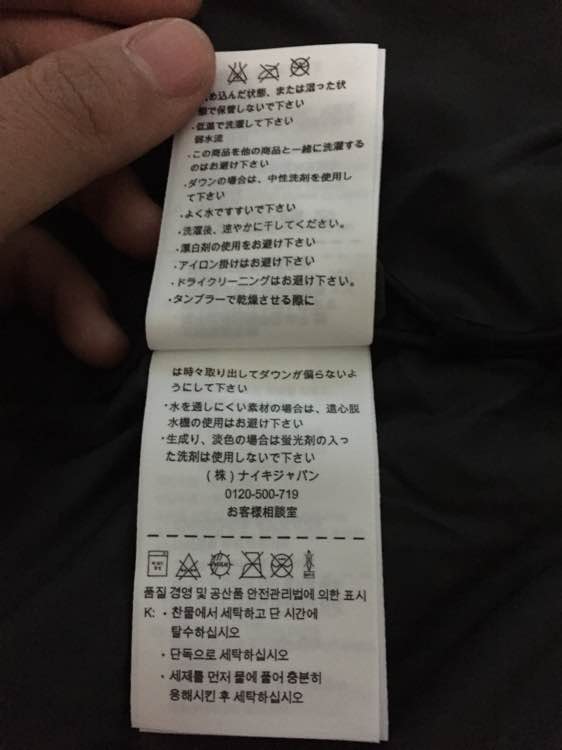 め込んだ状態、または湿った状
態で保管しないで下さい
・低温で洗濯して下さい
弱水流
・この商品を他の商品と一緒に洗濯する
のはお避け下さい
・ダウンの場合は、中性洗剤を使用し
て下さい
・よく水ですすいで下さい
・洗濯後、速やかに干してください。
・漂白剤の使用をお避け下さい
・アイロン掛けはお避け下さい
・ドライクリーニングはお避け下さい。
・タンブラーで乾燥させる際に
は時々取り出してダウンが偏らないよ
うにして下さい
・水を通しにくい素材の場合は、遠心脱
水機の使用はお避け下さい
・生成り、淡色の場合は蛍光剤の入っ
た洗剤は使用しないで下さい
(株)ナイキジャパン
0120-500-719
お客様相談室
품질 경영 및 공산품 안전관리법에 의한 표시
K: · 찬물에서 세탁하고 단 시간에
탈수하십시오
· 단독으로 세탁하십시오
· 세제를 먼저 물에 풀어 충분히
용해시킨 후 세탁하십시오